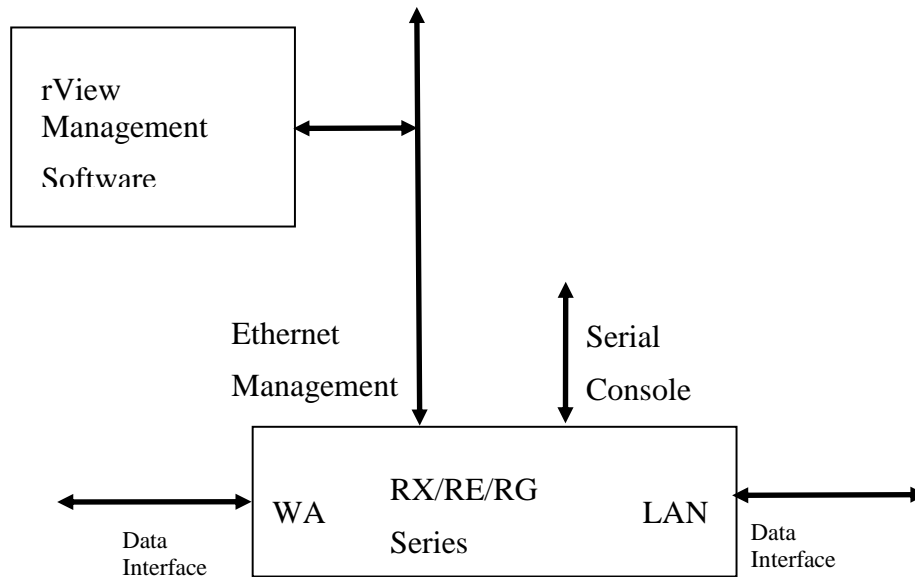 rView
Management
Software
Ethernet
Management
Serial
Console
WA
RX/RE/RG
Series
LAN
Data
Interface
Data
Interface